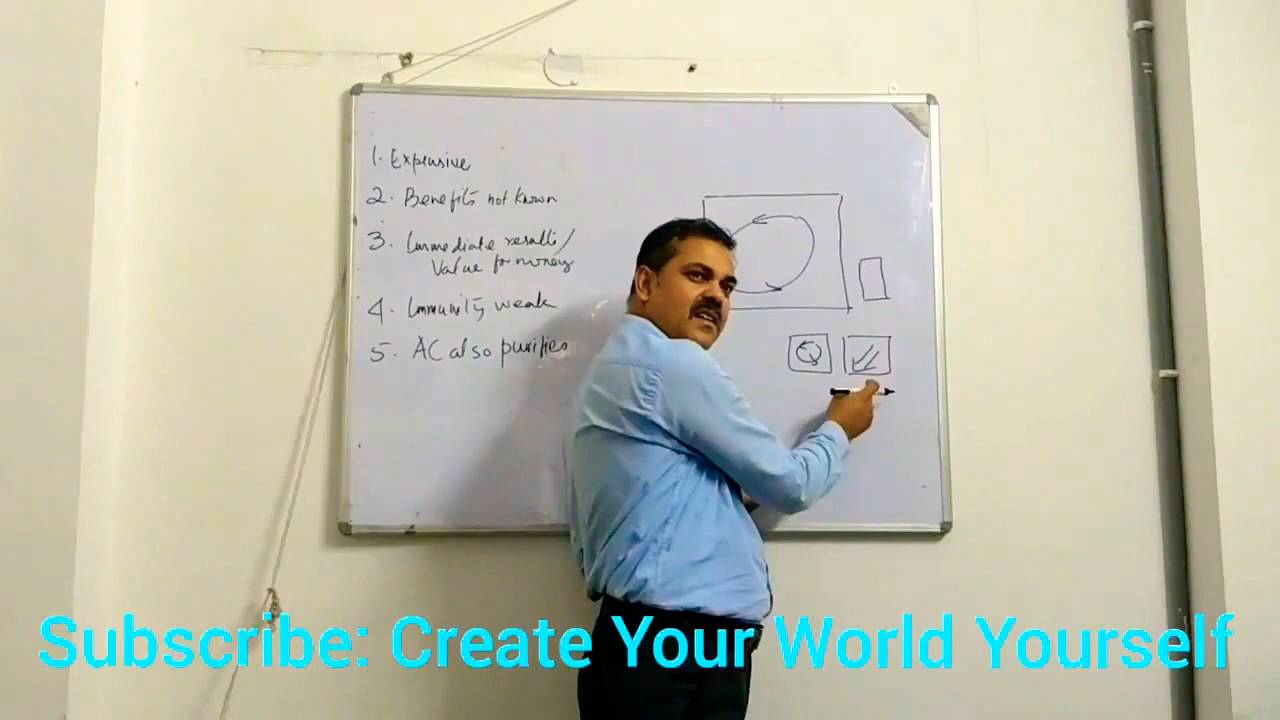 1. Expensive
2. Benefits not known
3. Immediate results/
Value for money
4. Immunity weak
5. AC also purifies
Subscribe: Create Your World Yourself